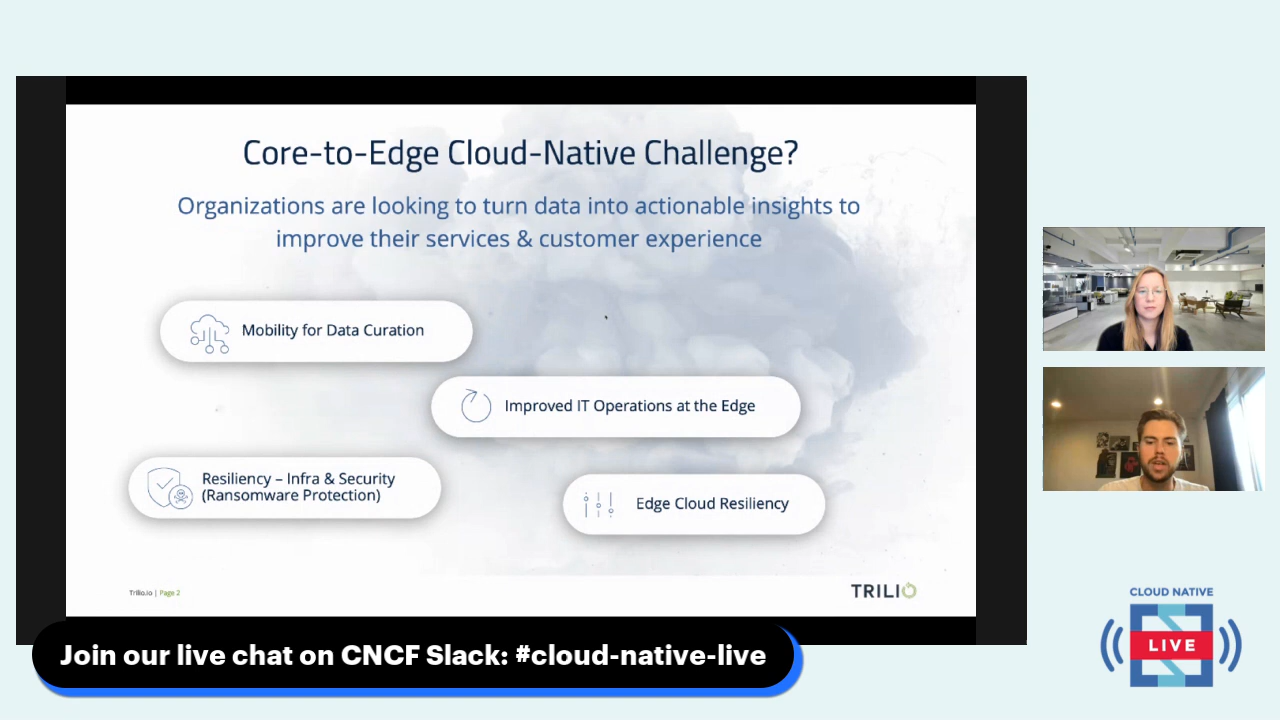 Core-to-Edge Cloud-Native Challenge?
Organizations are looking to turn data into actionable insights to
improve their services & customer experience
Mobility for Data Curation
Improved IT Operations at the Edge
Resiliency – Infra & Security
(Ransomware Protection)
Edge Cloud Resiliency
Trilio.io | Page 2
TRILIO
Join our live chat on CNCF Slack: #cloud-native-live
CLOUD NATIVE
LIVE